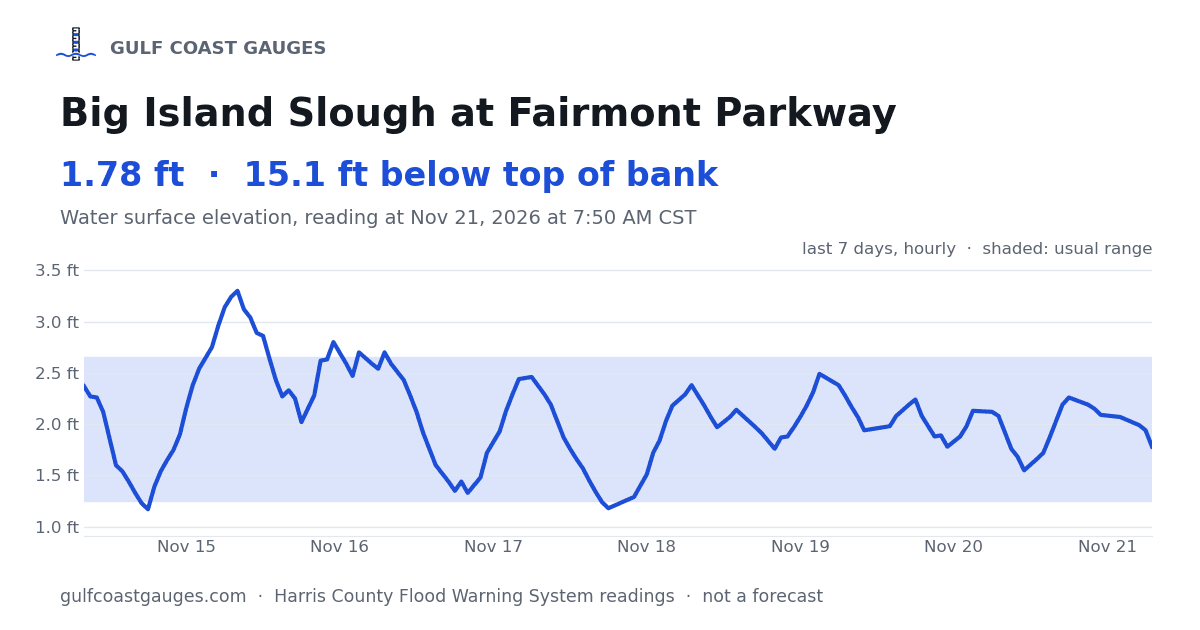 GULF COAST GAUGES
Big Island Slough at Fairmont Parkway
1.78 ft · 15.1 ft below top of bank
Water surface elevation, reading at Nov 21, 2026 at 7:50 AM CST
last 7 days, hourly · shaded: usual range
3.5 ft
3.0 ft
2.5 ft
2.0 ft
1.5 ft
1.0 ft
Nov 15 Nov 16 Nov 17 Nov 18 Nov 19 Nov 20 Nov 21
gulfcoastgauges.com · Harris County Flood Warning System readings · not a forecast